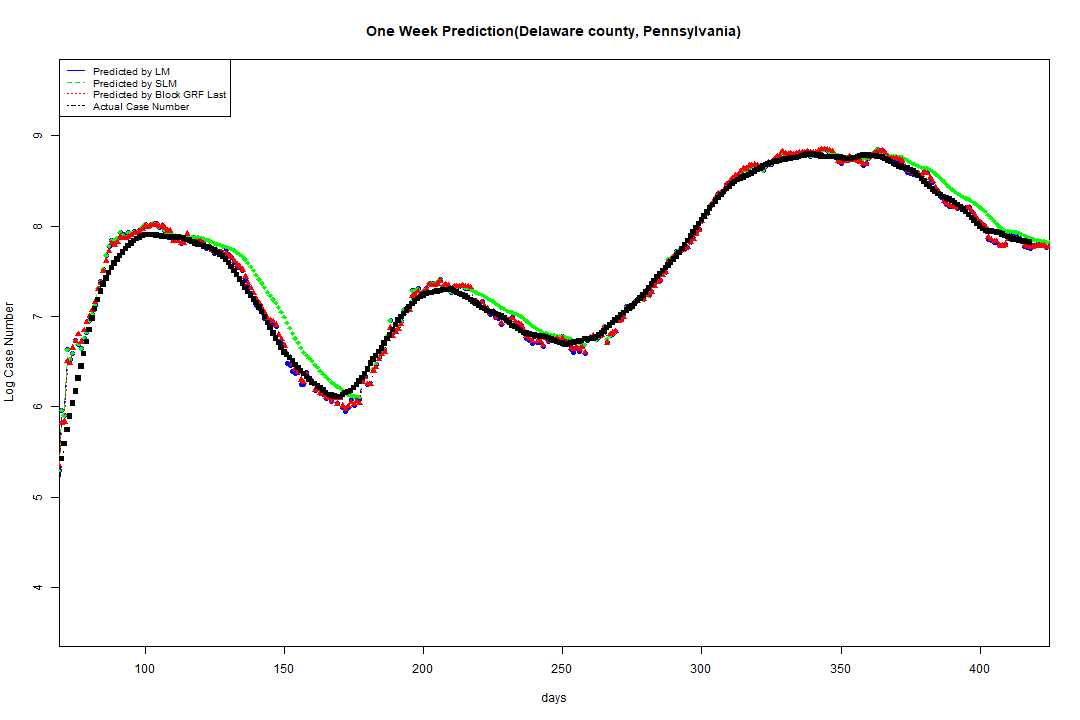 One Week Prediction(Delaware county, Pennsylvania)
Predicted by LM
Predicted by SLM
Predicted by Block GRF Last
Actual Case Number
Log Case Number
9
8
7
6
5
4
100 150 200 250 300 350 400
days